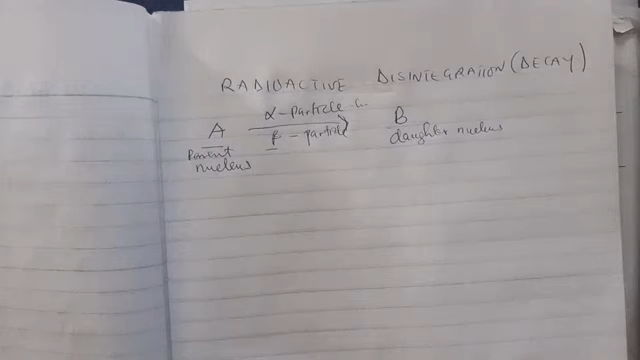 RADIOACTIVE DISINTEGRATION (DECAY)
A α-particle B
Parent β-particle daughter nucleus
nucleus